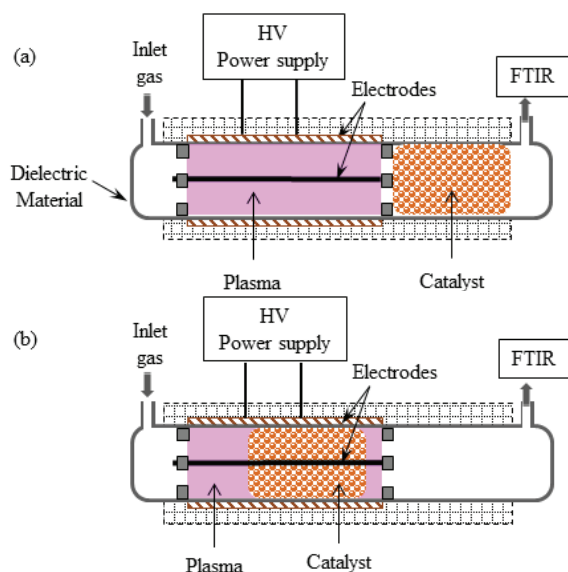 (a)
Inlet
gas
HV
Power supply
Electrodes
FTIR
Dielectric
Material
Plasma
Catalyst
(b)
Inlet
gas
HV
Power supply
Electrodes
FTIR
Plasma
Catalyst